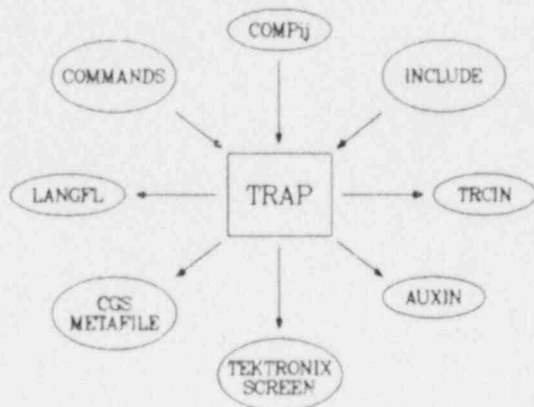 COMPij
COMMANDS
INCLUDE
LANGFL
TRAP
TRCIN
CGS
METAFILE
AUXIN
TEKTRONIX
SCREEN